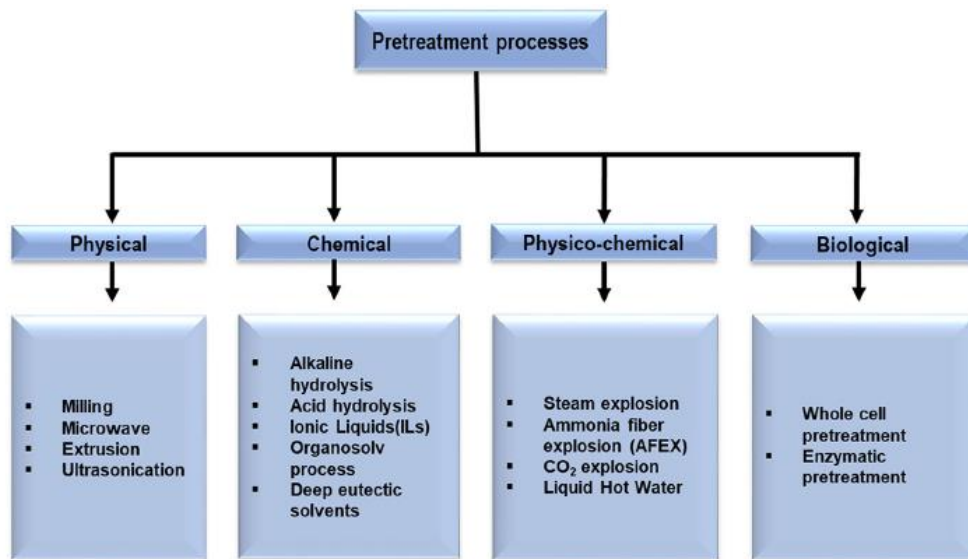 Pretreatment processes
Physical
Chemical
Physico-chemical
Biological
▪ Milling
▪ Microwave
▪ Extrusion
▪ Ultrasonication
▪ Alkaline
hydrolysis
▪ Acid hydrolysis
▪ Ionic Liquids(ILs)
▪ Organosolv
process
▪ Deep eutectic
solvents
▪ Steam explosion
▪ Ammonia fiber
explosion (AFEX)
▪ CO₂ explosion
▪ Liquid Hot Water
▪ Whole cell
pretreatment
▪ Enzymatic
pretreatment